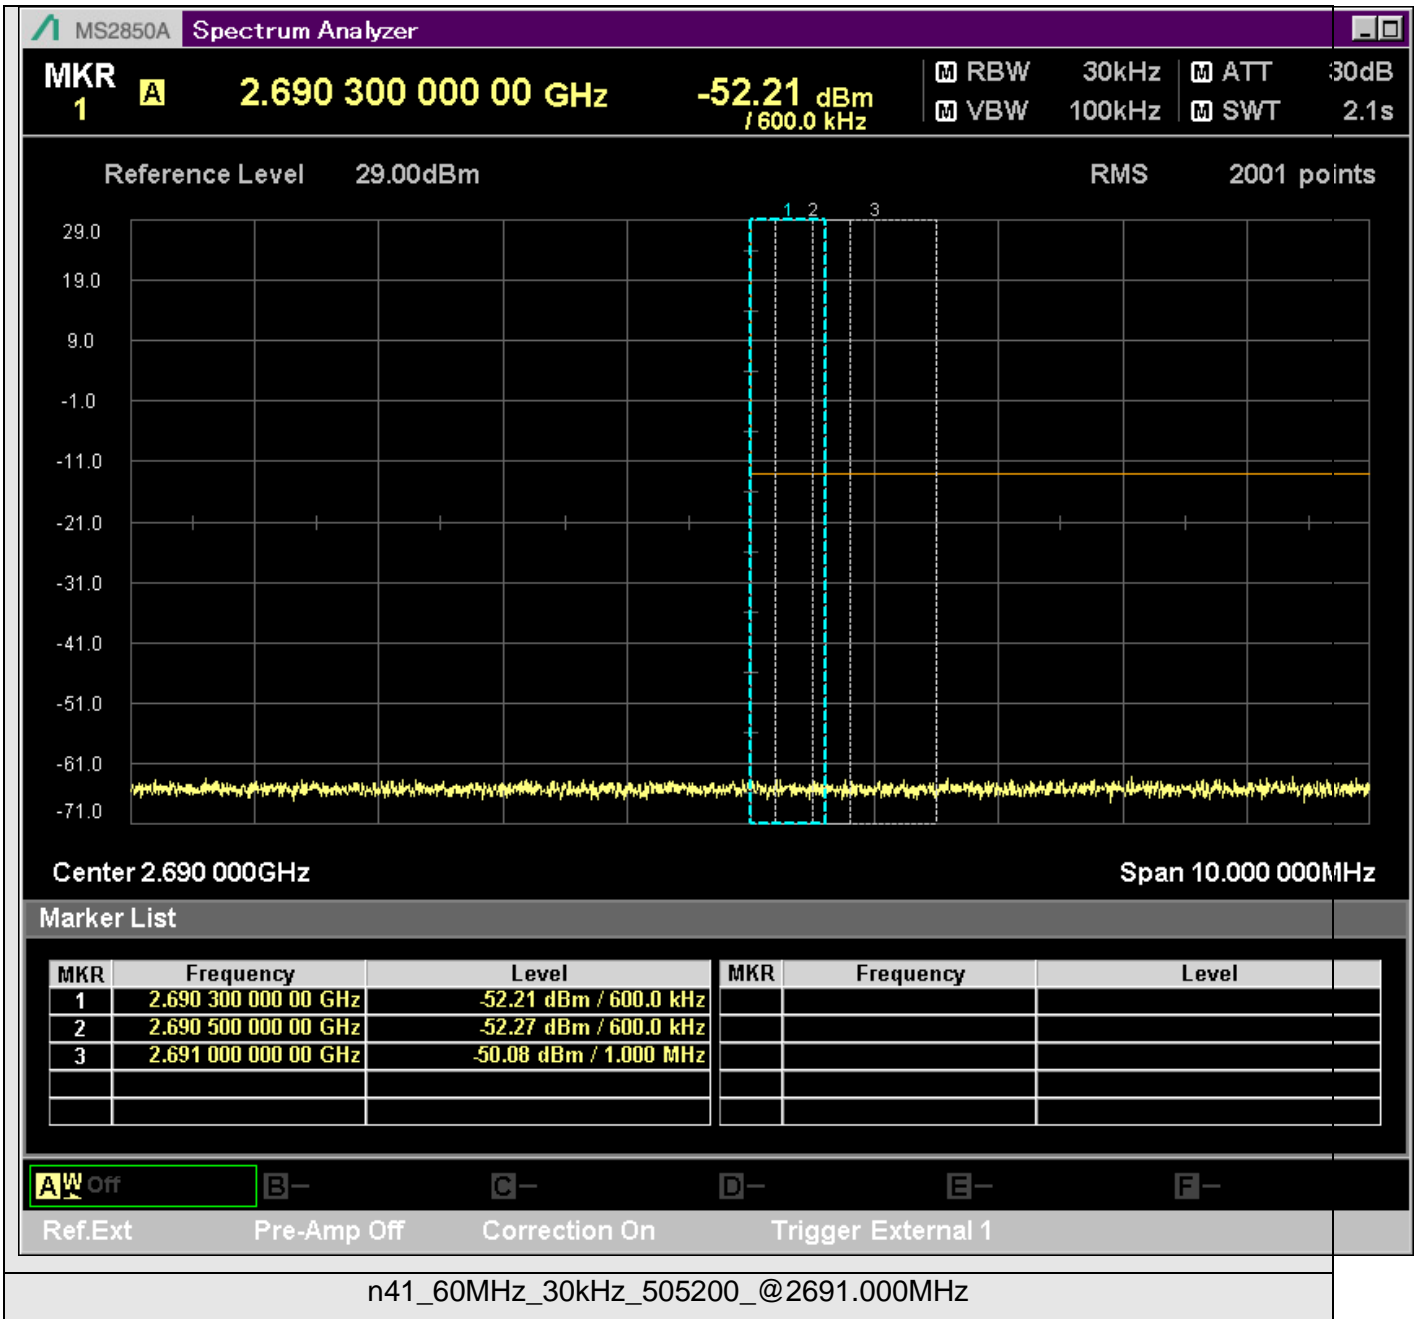 MS2850A Spectrum Analyzer
MKR 1 A 2.690 300 000 00 GHz -52.21 dBm / 600.0 kHz
M RBW 30kHz M ATT 30dB
M VBW 100kHz M SWT 2.1s
Reference Level 29.00dBm RMS 2001 points
1 2 3
29.0
19.0
9.0
-1.0
-11.0
-21.0
-31.0
-41.0
-51.0
-61.0
-71.0
Center 2.690 000GHz Span 10.000 000MHz
Marker List
MKR Frequency Level MKR Frequency Level
1 2.690 300 000 00 GHz -52.21 dBm / 600.0 kHz
2 2.690 500 000 00 GHz -52.27 dBm / 600.0 kHz
3 2.691 000 000 00 GHz -50.08 dBm / 1.000 MHz
A W Off B - C - D - E - F -
Ref.Ext Pre-Amp Off Correction On Trigger External 1
n41_60MHz_30kHz_505200_@2691.000MHz